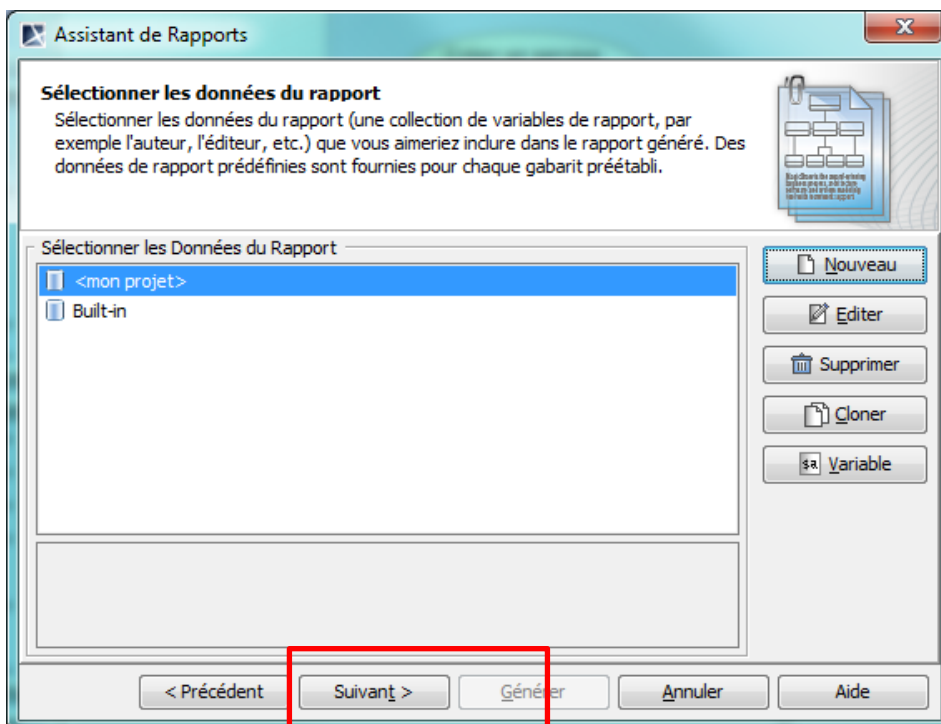 Assistant de Rapports
Sélectionner les données du rapport
Sélectionner les données du rapport (une collection de variables de rapport, par
exemple l'auteur, l'éditeur, etc.) que vous aimeriez inclure dans le rapport généré. Des
données de rapport prédéfinies sont fournies pour chaque gabarit préétabli.
Sélectionner les Données du Rapport
<mon projet>
Built-in
Nouveau
Editer
Supprimer
Cloner
$a Variable
< Précédent
Suivant >
Générer
Annuler
Aide